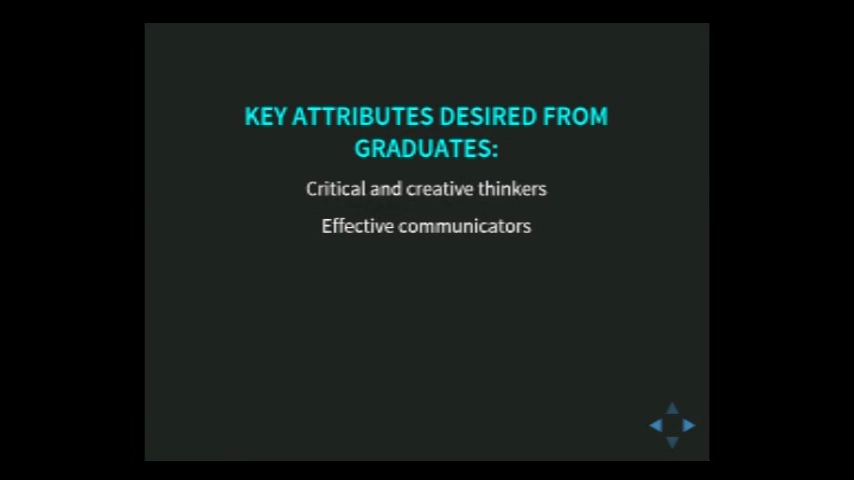 KEY ATTRIBUTES DESIRED FROM
GRADUATES:
Critical and creative thinkers
Effective communicators